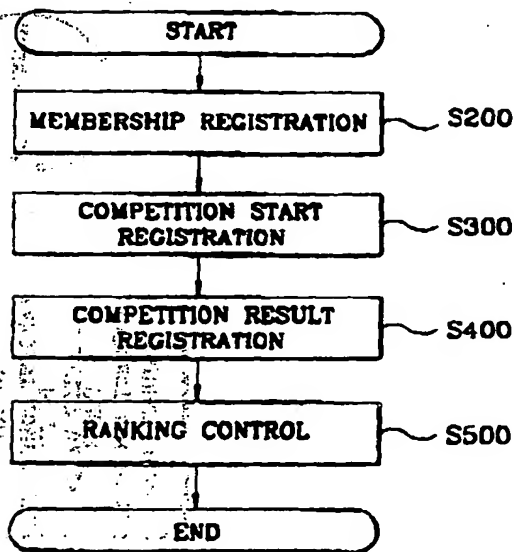 START
MEMBERSHIP REGISTRATION
S200
COMPETITION START
REGISTRATION
S300
COMPETITION RESULT
REGISTRATION
S400
RANKING CONTROL
S500
END